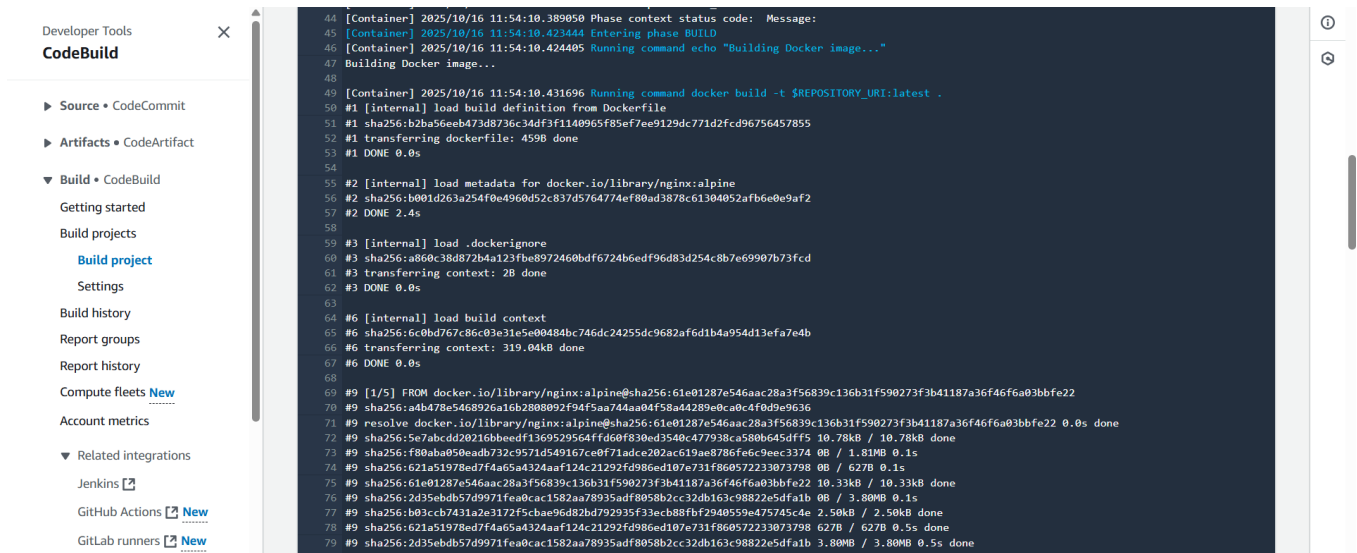 Developer Tools
CodeBuild
Source • CodeCommit
Artifacts • CodeArtifact
Build • CodeBuild
Getting started
Build projects
Build project
Settings
Build history
Report groups
Report history
Compute fleets New
Account metrics
Related integrations
Jenkins
GitHub Actions New
GitLab runners New
44 [Container] 2025/10/16 11:54:10.389050 Phase context status code: Message:
45 [Container] 2025/10/16 11:54:10.423444 Entering phase BUILD
46 [Container] 2025/10/16 11:54:10.424405 Running command echo "Building Docker image..."
47 Building Docker image...
48
49 [Container] 2025/10/16 11:54:10.431696 Running command docker build -t $REPOSITORY_URI:latest .
50 #1 [internal] load build definition from Dockerfile
51 #1 sha256:b2ba56eeb473d8736c34df3f1140965f85ef7ee9129dc771d2fcd96756457855
52 #1 transferring dockerfile: 459B done
53 #1 DONE 0.0s
54
55 #2 [internal] load metadata for docker.io/library/nginx:alpine
56 #2 sha256:b001d263a254f0e4960d52c837d5764774ef80ad3878c61304052afb6e0e9af2
57 #2 DONE 2.4s
58
59 #3 [internal] load .dockerignore
60 #3 sha256:a860c38d872b4a123fbe8972460bdf6724b6edf96d83d254c8b7e69907b73fcd
61 #3 transferring context: 2B done
62 #3 DONE 0.0s
63
64 #6 [internal] load build context
65 #6 sha256:6c0bd767c86c03e31e5e00484bc746dc24255dc9682af6d1b4a954d13efa7e4b
66 #6 transferring context: 319.04kB done
67 #6 DONE 0.0s
68
69 #9 [1/5] FROM docker.io/library/nginx:alpine@sha256:61e01287e546aac28a3f56839c136b31f590273f3b41187a36f46f6a03bbfe22
70 #9 sha256:a4b478e5468926a16b2808092f94f5aa744aa04f58a44289e0ca0c4f0d9e9636
71 #9 resolve docker.io/library/nginx:alpine@sha256:61e01287e546aac28a3f56839c136b31f590273f3b41187a36f46f6a03bbfe22 0.0s done
72 #9 sha256:5e7abcdd20216bbeedf1369529564ffd60f830ed3540c477938ca580b645dff5 10.78kB / 10.78kB done
73 #9 sha256:f80aba050eadb732c9571d549167ce0f71adce202ac619ae8786fe6c9eec3374 0B / 1.81MB 0.1s
74 #9 sha256:621a51978ed7f4a65a4324aaf124c21292fd986ed107e731f860572233073798 0B / 627B 0.1s
75 #9 sha256:61e01287e546aac28a3f56839c136b31f590273f3b41187a36f46f6a03bbfe22 10.33kB / 10.33kB done
76 #9 sha256:2d35ebdb57d9971fea0cac1582aa78935adf8058b2cc32db163c98822e5dfa1b 0B / 3.80MB 0.1s
77 #9 sha256:b03ccb7431a2e3172f5cbae96d82bd792935f33ecb88fbf2940559e475745c4e 2.50kB / 2.50kB done
78 #9 sha256:621a51978ed7f4a65a4324aaf124c21292fd986ed107e731f860572233073798 627B / 627B 0.5s done
79 #9 sha256:2d35ebdb57d9971fea0cac1582aa78935adf8058b2cc32db163c98822e5dfa1b 3.80MB / 3.80MB 0.5s done